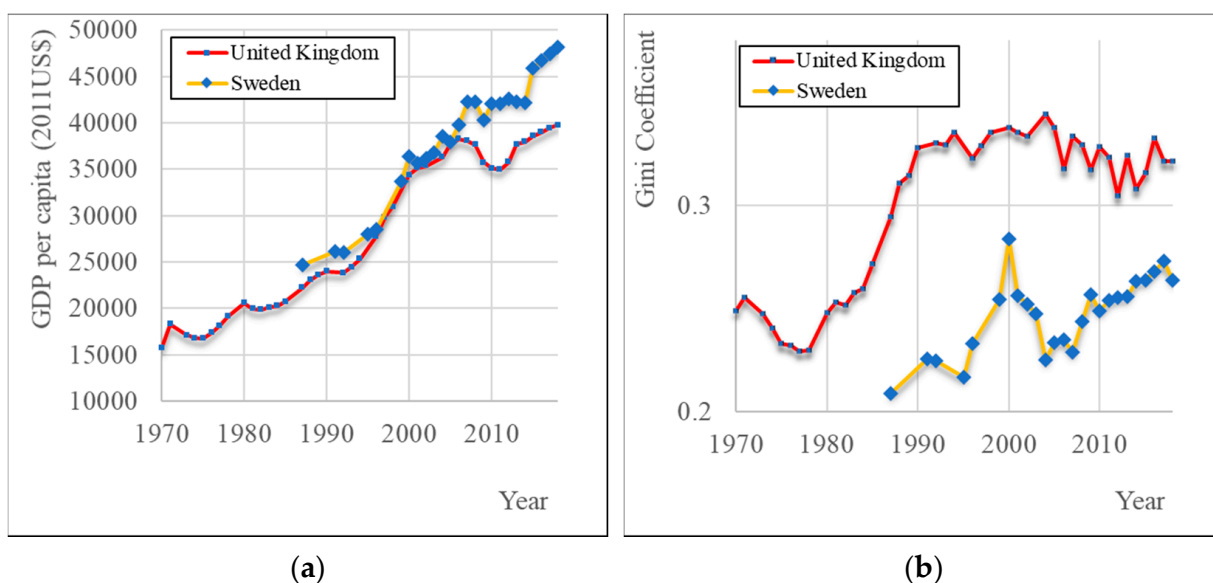 GDP per capita (2011US$)
50000
45000
40000
35000
30000
25000
20000
15000
10000
United Kingdom
Sweden
1970 1980 1990 2000 2010
Year
(a)
Gini Coefficient
0.3
0.2
United Kingdom
Sweden
1970 1980 1990 2000 2010
Year
(b)